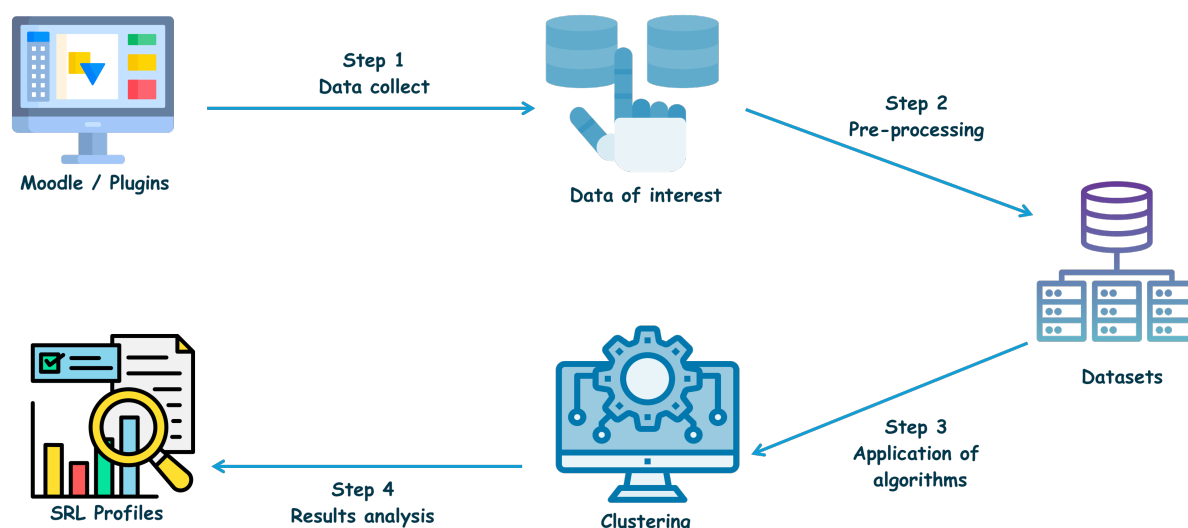 Step 1
Data collect
Moodle / Plugins
Data of interest
Step 2
Pre-processing
Datasets
Step 3
Application of
algorithms
Clustering
Step 4
Results analysis
SRL Profiles